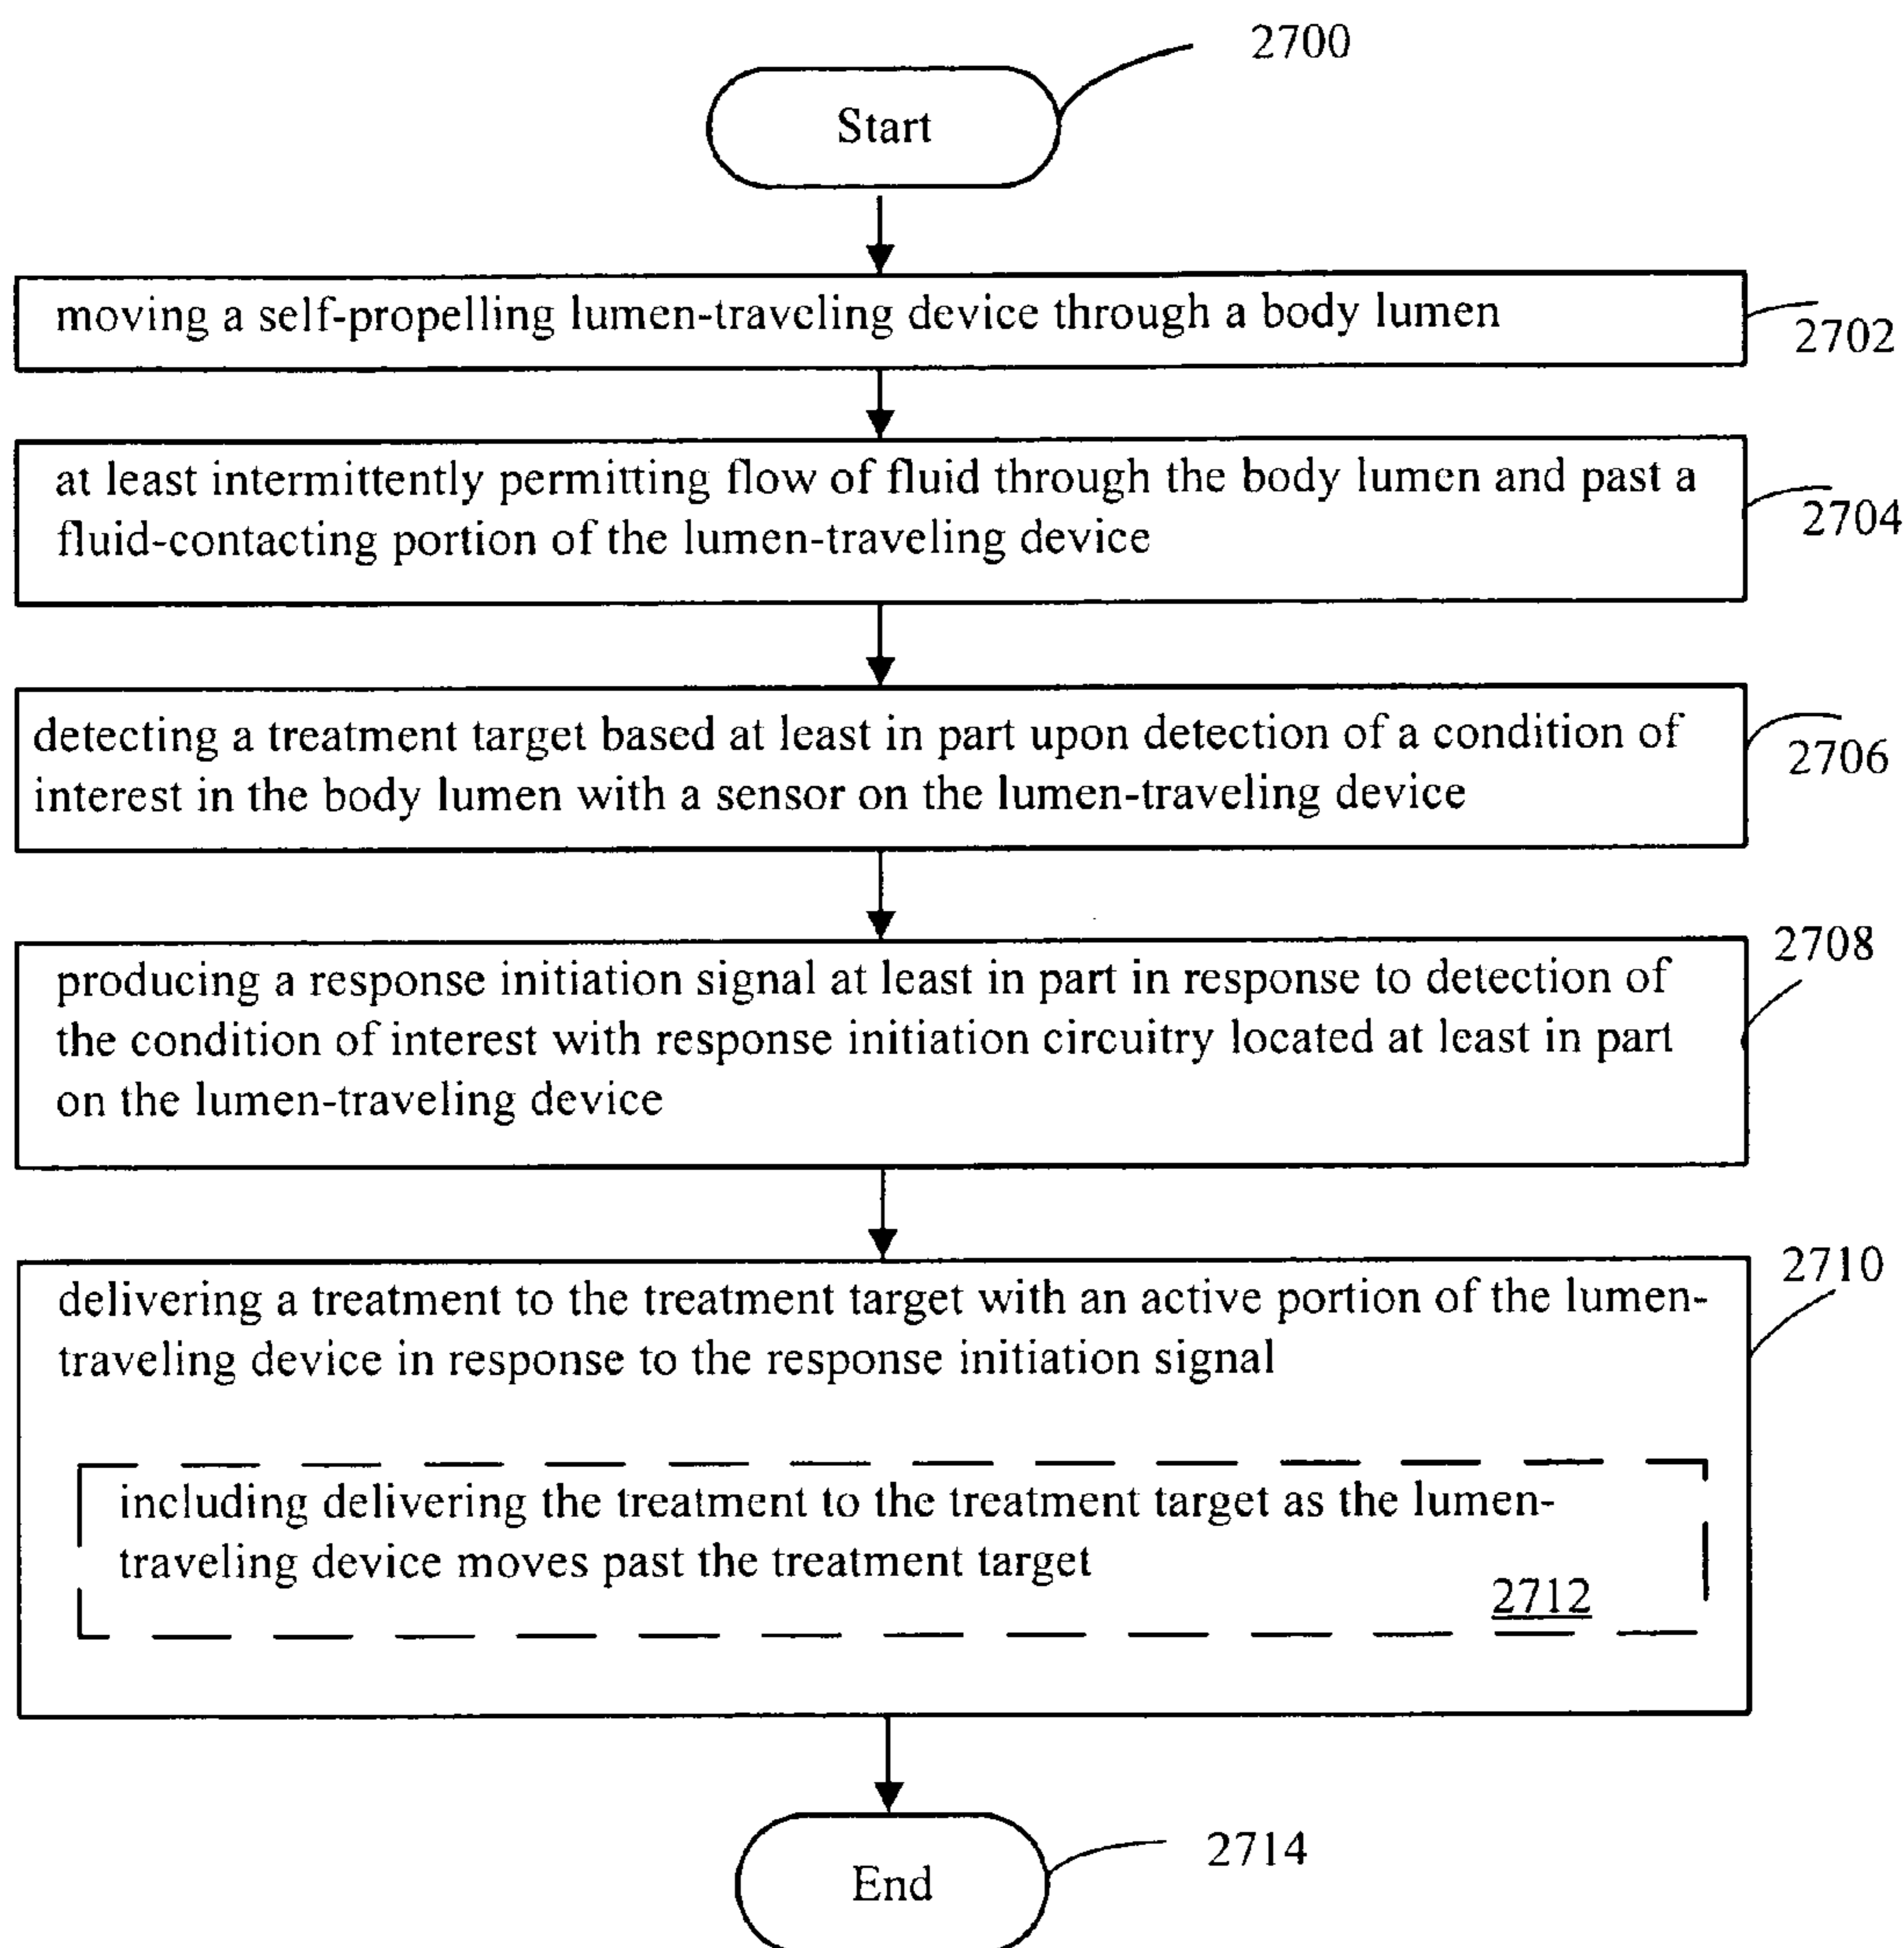 2700
Start
moving a self-propelling lumen-traveling device through a body lumen
2702
at least intermittently permitting flow of fluid through the body lumen and past a
fluid-contacting portion of the lumen-traveling device
2704
detecting a treatment target based at least in part upon detection of a condition of
interest in the body lumen with a sensor on the lumen-traveling device
2706
producing a response initiation signal at least in part in response to detection of
the condition of interest with response initiation circuitry located at least in part
on the lumen-traveling device
2708
delivering a treatment to the treatment target with an active portion of the lumen-
traveling device in response to the response initiation signal
2710
including delivering the treatment to the treatment target as the lumen-
traveling device moves past the treatment target
2712
End
2714